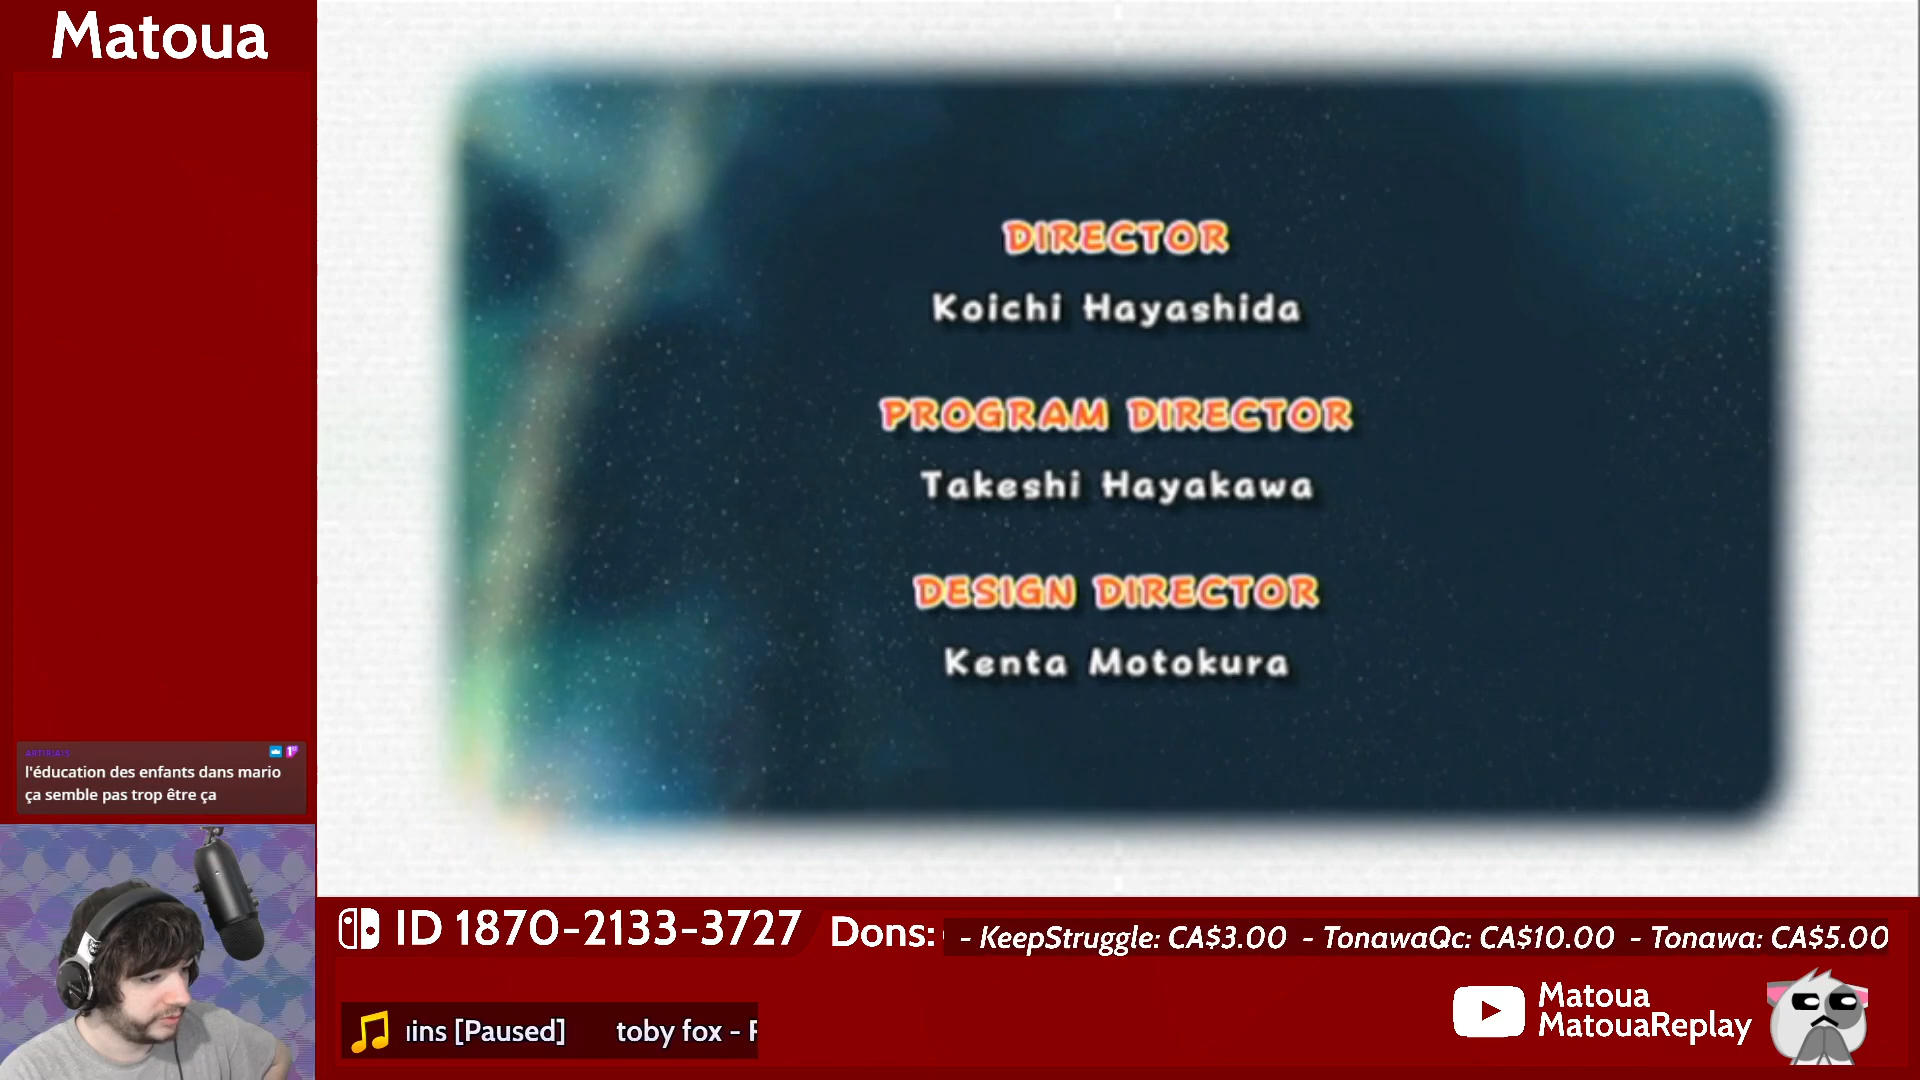 Matoua
DIRECTOR
Koichi Hayashida
PROGRAM DIRECTOR
Takeshi Hayakawa
DESIGN DIRECTOR
Kenta Motokura
ARTIRIA1S
l'éducation des enfants dans mario
ça semble pas trop être ça
ID 1870-2133-3727
Dons: - KeepStruggle: CA$3.00 - TonawaQc: CA$10.00 - Tonawa: CA$5.00
[Paused] toby fox -
Matoua
MatouaReplay